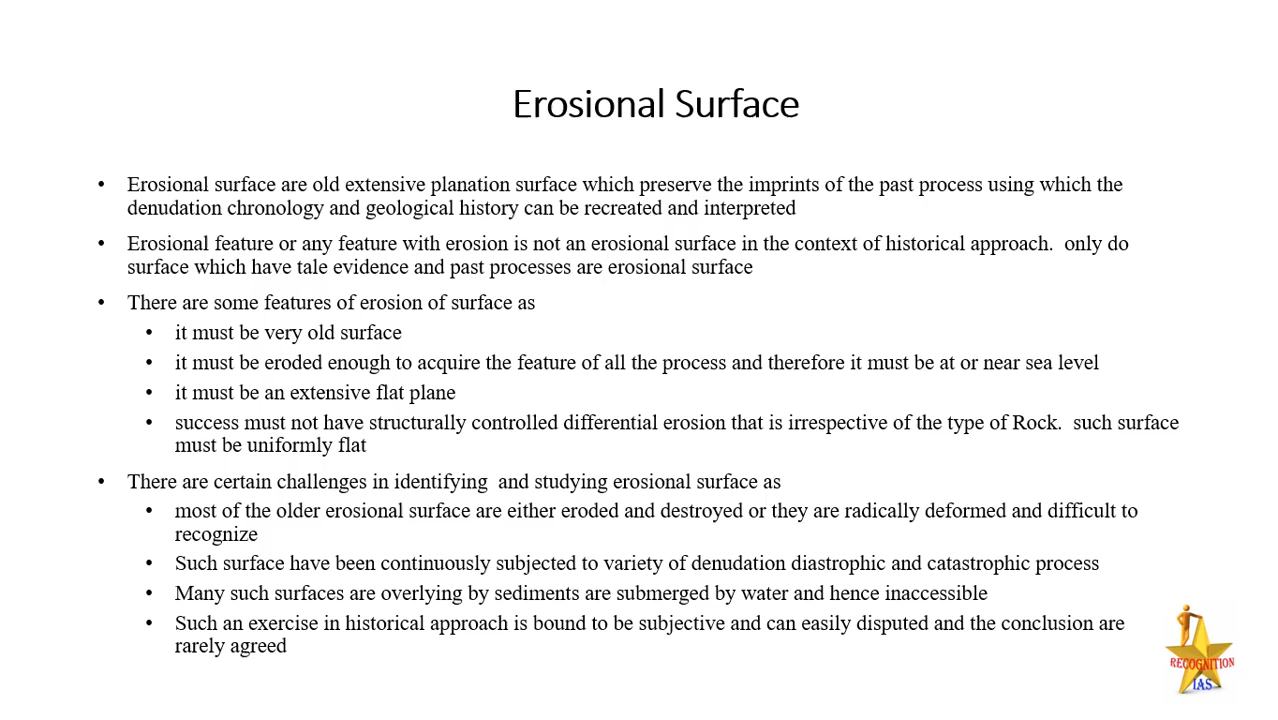 Erosional Surface
• Erosional surface are old extensive planation surface which preserve the imprints of the past process using which the
denudation chronology and geological history can be recreated and interpreted
• Erosional feature or any feature with erosion is not an erosional surface in the context of historical approach.  only do
surface which have tale evidence and past processes are erosional surface
• There are some features of erosion of surface as
• it must be very old surface
• it must be eroded enough to acquire the feature of all the process and therefore it must be at or near sea level
• it must be an extensive flat plane
• success must not have structurally controlled differential erosion that is irrespective of the type of Rock.  such surface
must be uniformly flat
• There are certain challenges in identifying  and studying erosional surface as
• most of the older erosional surface are either eroded and destroyed or they are radically deformed and difficult to
recognize
• Such surface have been continuously subjected to variety of denudation diastrophic and catastrophic process
• Many such surfaces are overlying by sediments are submerged by water and hence inaccessible
• Such an exercise in historical approach is bound to be subjective and can easily disputed and the conclusion are
rarely agreed
RECOGNITION
IAS